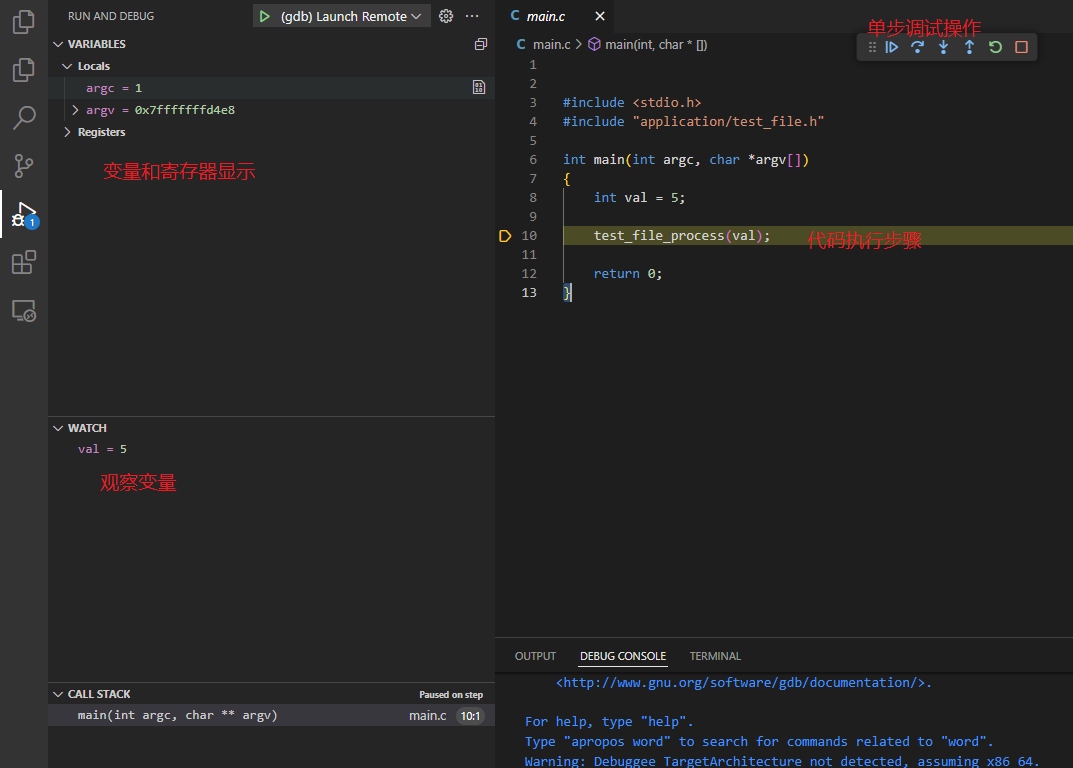 RUN AND DEBUG
(gdb) Launch Remote
VARIABLES
Locals
argc = 1
argv = 0x7fffffffd4e8
Registers
变量和寄存器显示
WATCH
val = 5
观察变量
CALL STACK
Paused on step
main(int argc, char ** argv)
main.c 10:1
1
C main.c
单步调试操作
C main.c > main(int, char * [])
1
2
3 #include <stdio.h>
4 #include "application/test_file.h"
5
6 int main(int argc, char *argv[])
7 {
8 int val = 5;
9
10 test_file_process(val);
代码执行步骤
11
12 return 0;
13 }
OUTPUT
DEBUG CONSOLE
TERMINAL
<http://www.gnu.org/software/gdb/documentation/>.
For help, type "help".
Type "apropos word" to search for commands related to "word".
Warning: Debuggee TargetArchitecture not detected, assuming x86_64.